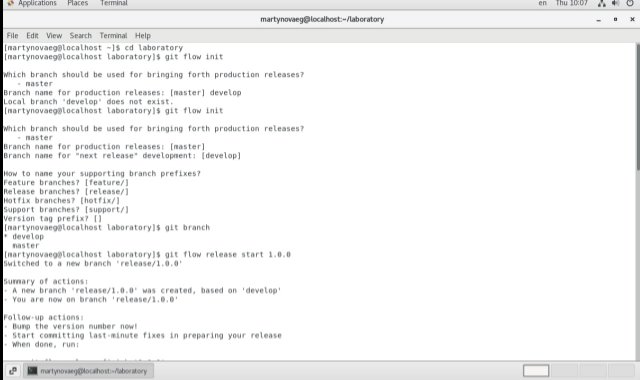 Applications Places Terminal en Thu 10:07
martynovaeg@localhost:~/laboratory
File Edit View Search Terminal Help
[martynovaeg@localhost ~]$ cd laboratory
[martynovaeg@localhost laboratory]$ git flow init
Which branch should be used for bringing forth production releases?
- master
Branch name for production releases: [master] develop
Local branch 'develop' does not exist.
[martynovaeg@localhost laboratory]$ git flow init
Which branch should be used for bringing forth production releases?
- master
Branch name for production releases: [master]
Branch name for "next release" development: [develop]
How to name your supporting branch prefixes?
Feature branches? [feature/]
Release branches? [release/]
Hotfix branches? [hotfix/]
Support branches? [support/]
Version tag prefix? []
[martynovaeg@localhost laboratory]$ git branch
* develop
master
[martynovaeg@localhost laboratory]$ git flow release start 1.0.0
Switched to a new branch 'release/1.0.0'
Summary of actions:
- A new branch 'release/1.0.0' was created, based on 'develop'
- You are now on branch 'release/1.0.0'
Follow-up actions:
- Bump the version number now!
- Start committing last-minute fixes in preparing your release
- When done, run:
martynovaeg@localhost:~/laboratory